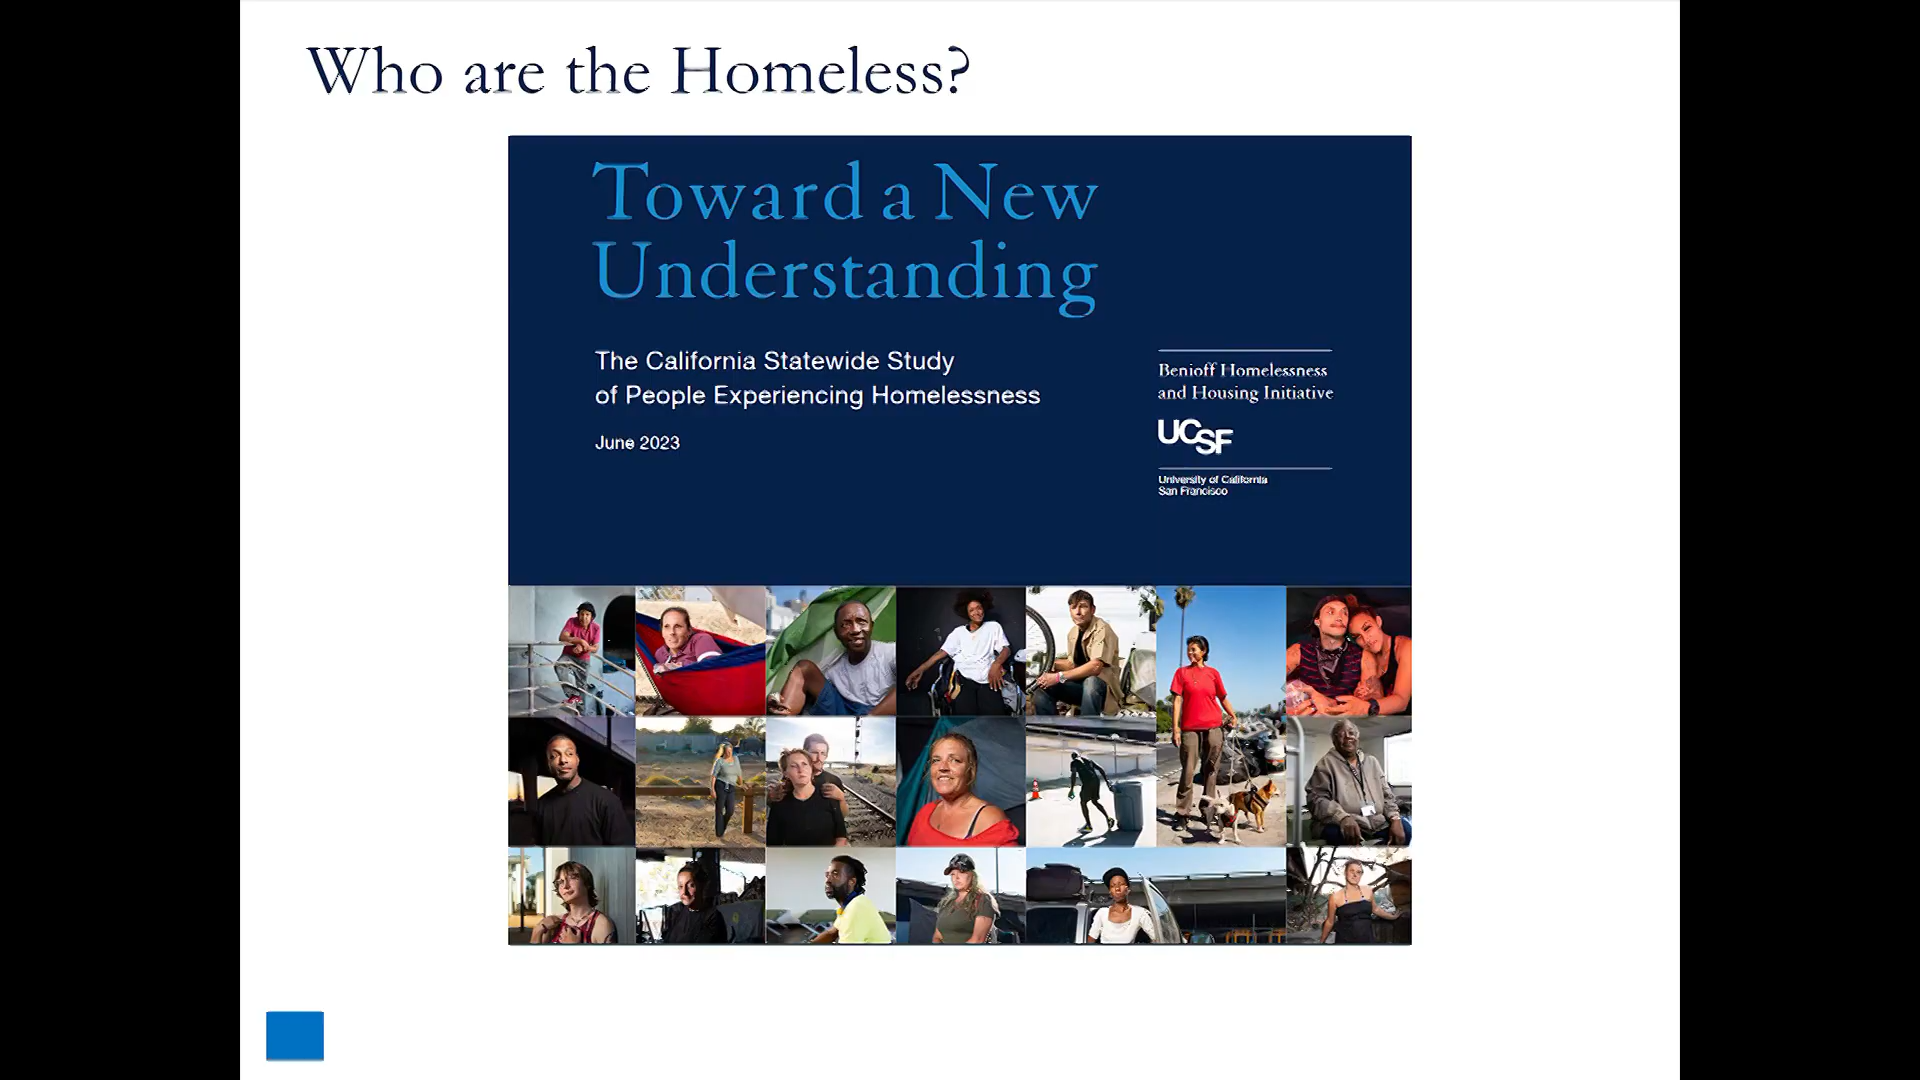 Who are the Homeless?
Toward a New
Understanding
The California Statewide Study
of People Experiencing Homelessness
June 2023
Benioff Homelessness
and Housing Initiative
UCSF
University of California
San Francisco